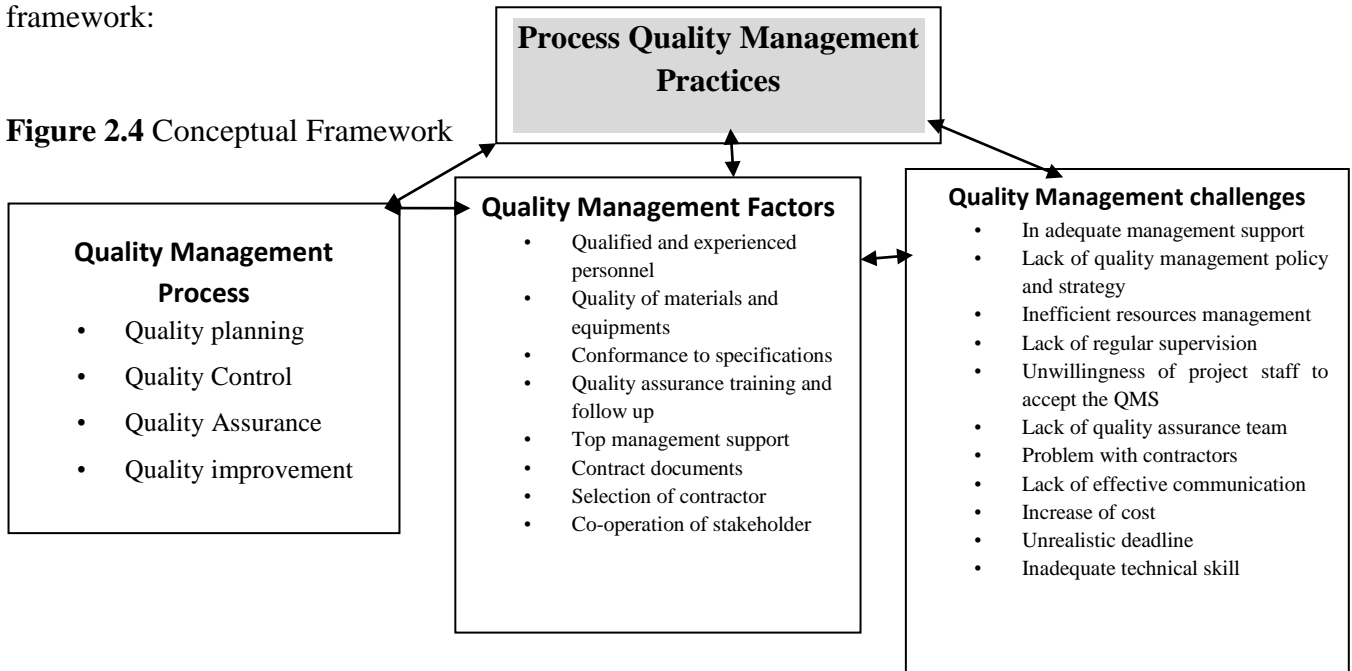 framework:
Process Quality Management
Practices
Figure 2.4 Conceptual Framework
Quality Management
Process
• Quality planning
• Quality Control
• Quality Assurance
• Quality improvement
Quality Management Factors
• Qualified and experienced
personnel
• Quality of materials and
equipments
• Conformance to specifications
• Quality assurance training and
follow up
• Top management support
• Contract documents
• Selection of contractor
• Co-operation of stakeholder
Quality Management challenges
• In adequate management support
• Lack of quality management policy
and strategy
• Inefficient resources management
• Lack of regular supervision
• Unwillingness of project staff to
accept the QMS
• Lack of quality assurance team
• Problem with contractors
• Lack of effective communication
• Increase of cost
• Unrealistic deadline
• Inadequate technical skill